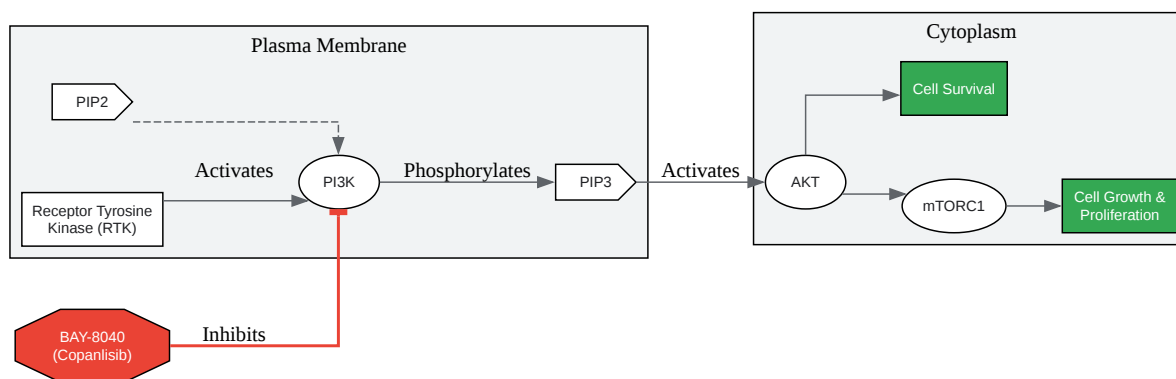 Plasma Membrane
Cytoplasm
PIP2
Cell Survival
Activates
PI3K
Phosphorylates
PIP3
Activates
AKT
Receptor Tyrosine
Kinase (RTK)
mTORC1
Cell Growth &
Proliferation
BAY-8040
(Copanlisib)
Inhibits